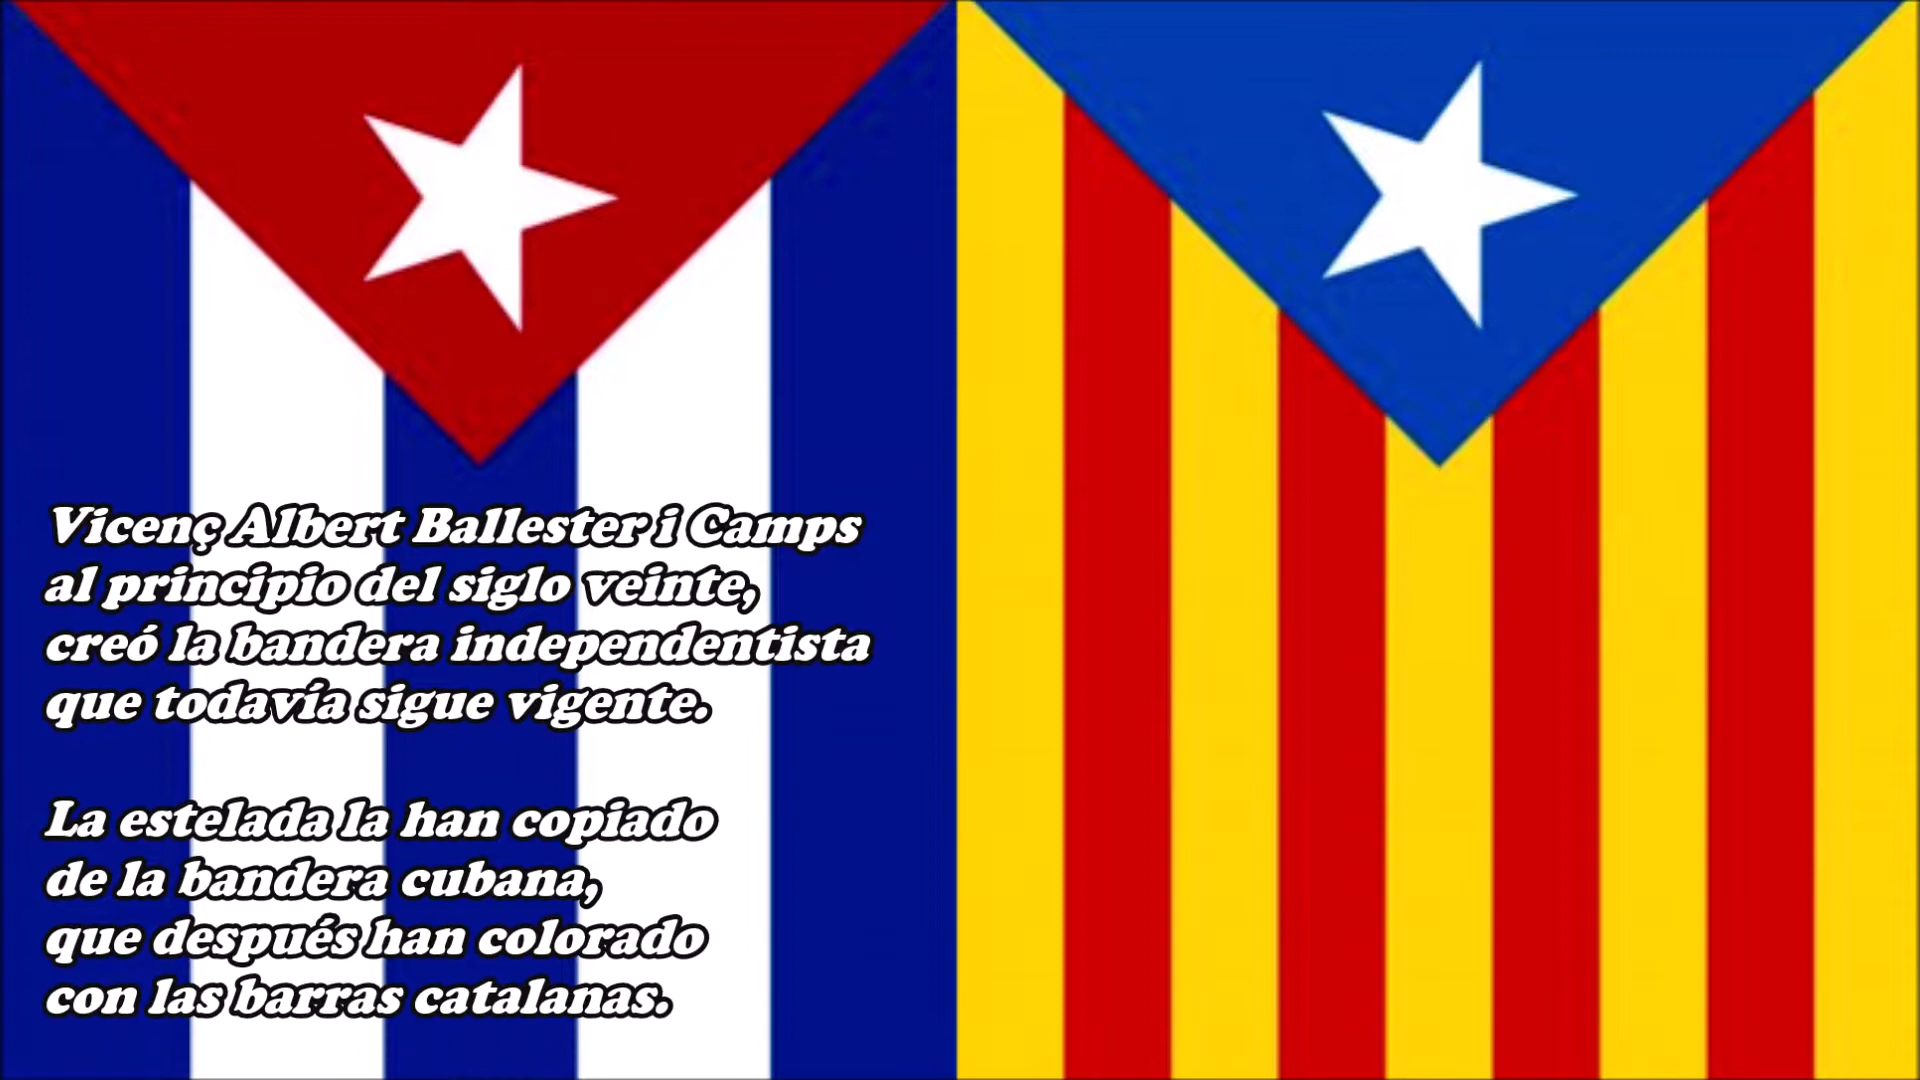 Vicenç Albert Ballester i Camps
al principio del siglo veinte,
creó la bandera independentista
que todavía sigue vigente.
La estelada la han copiado
de la bandera cubana,
que después han colorado
con las barras catalanas.